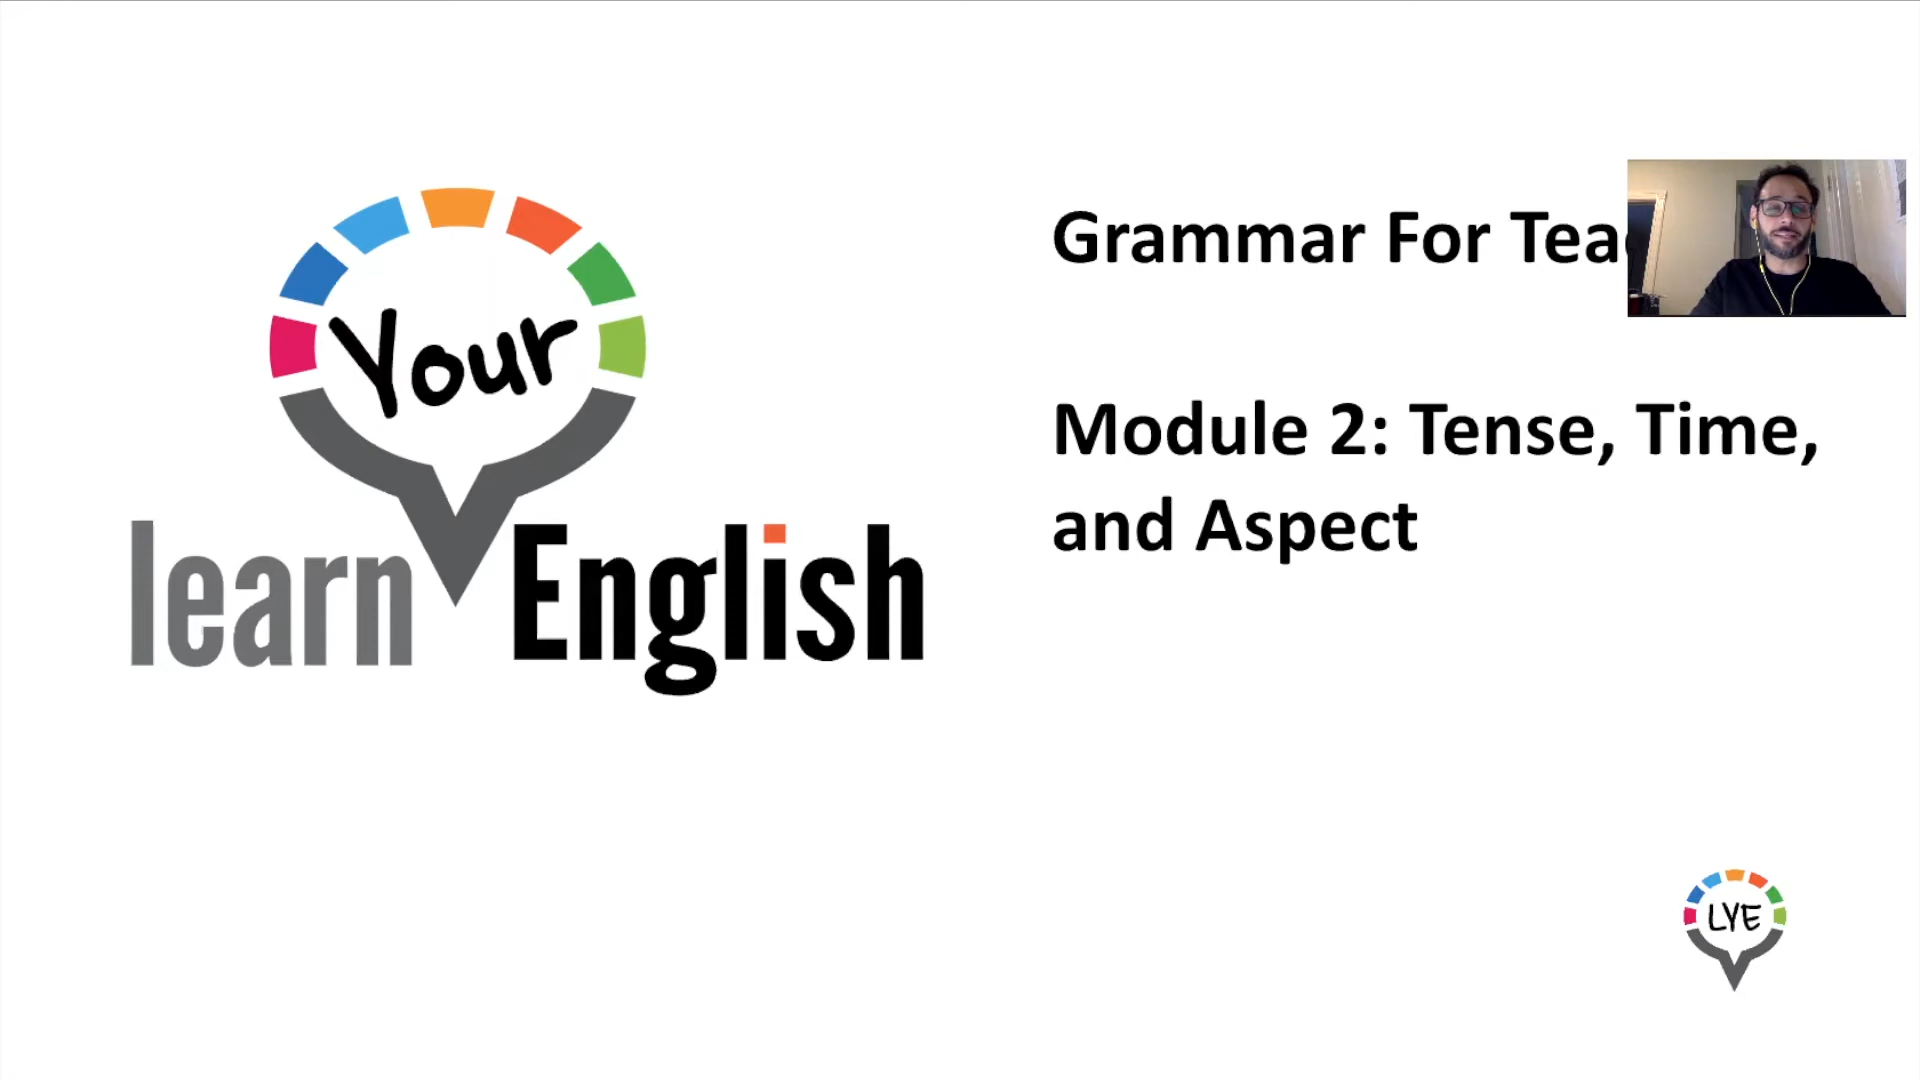 Your
learn English
Grammar For Tea
Module 2: Tense, Time,
and Aspect
LYE